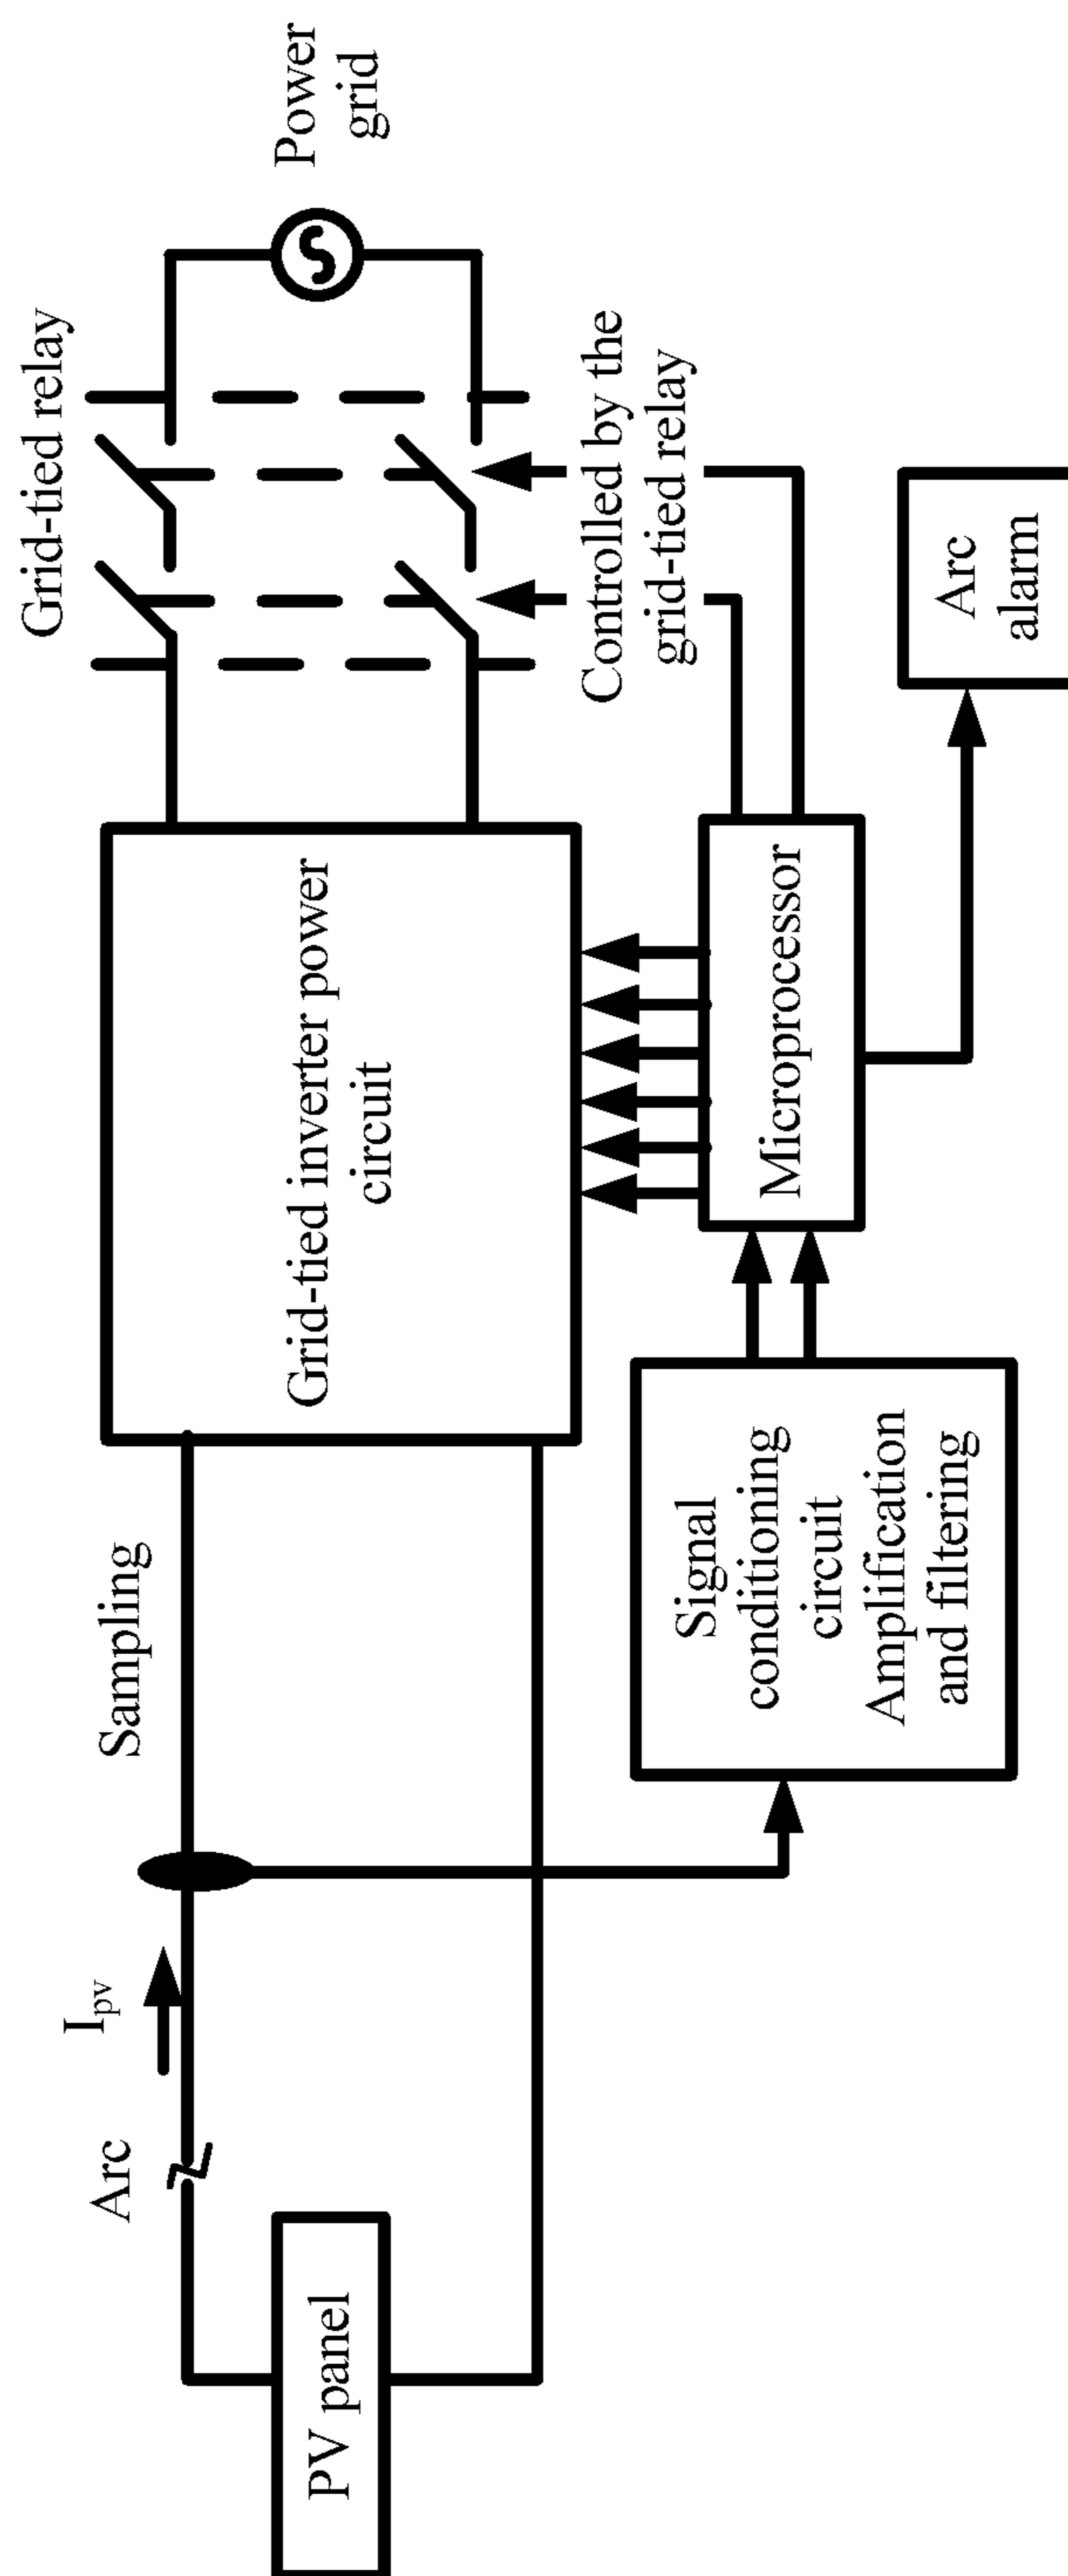 PV panel
Arc
I_pv
Sampling
Grid-tied inverter power
circuit
Grid-tied relay
Power
grid
Controlled by the
grid-tied relay
Signal
conditioning
circuit
Amplification
and filtering
Microprocessor
Arc
alarm